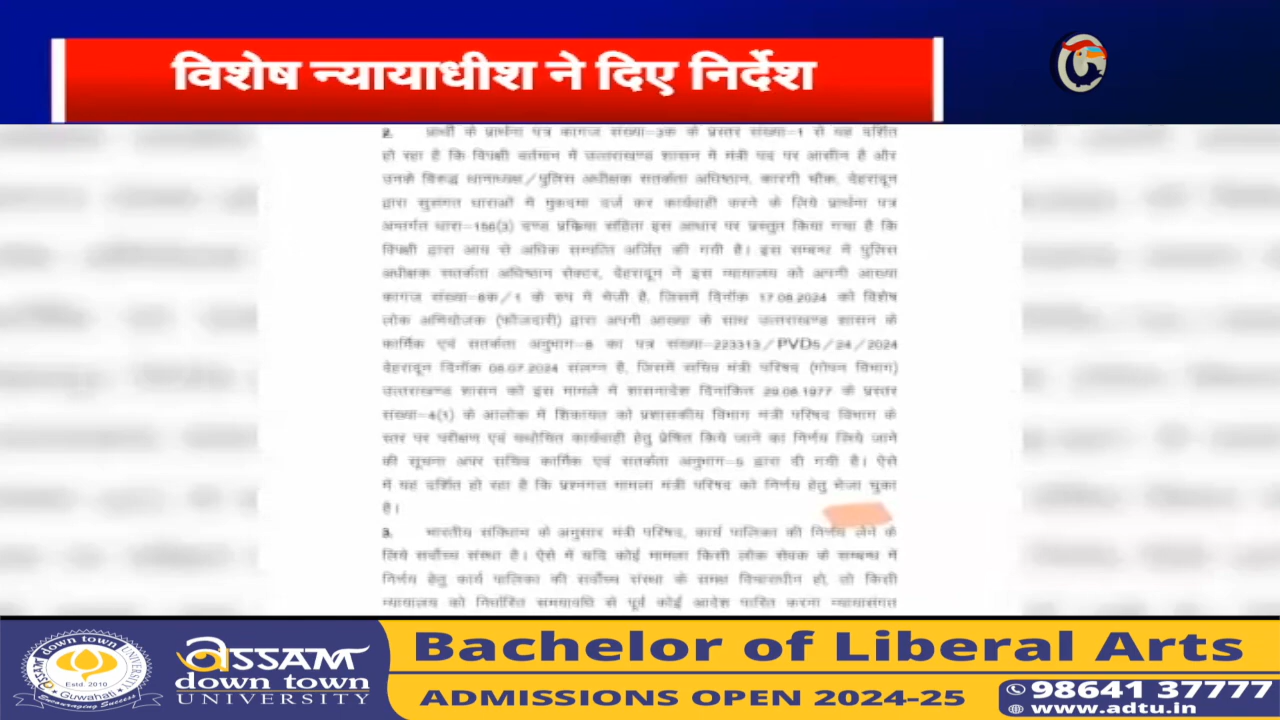 विशेष न्यायाधीश ने दिए निर्देश
2. प्रार्थी के प्रार्थना पत्र कागज संख्या-3क के प्रस्तर संख्या-1 से यह दर्शित
हो रहा है कि विपक्षी वर्तमान में उत्तराखण्ड शासन में मंत्री पद पर आसीन है और
उनके विरुद्ध थानाध्यक्ष/पुलिस अधीक्षक सतर्कता अधिष्ठान, कारगी चौक, देहरादून
द्वारा सुसंगत धाराओं में मुकदमा दर्ज कर कार्यवाही करने के लिये प्रार्थना पत्र
अन्तर्गत धारा-156(3) दण्ड प्रक्रिया संहिता इस आधार पर प्रस्तुत किया गया है कि
विपक्षी द्वारा आय से अधिक सम्पत्ति अर्जित की गयी है। इस सम्बन्ध में पुलिस
अधीक्षक सतर्कता अधिष्ठान सेक्टर, देहरादून ने इस न्यायालय को अपनी आख्या
कागज संख्या-6क/1 के रुप में भेजी है, जिसमें दिनॉक 17.08.2024 को विशेष
लोक अभियोजक (फौजदारी) द्वारा अपनी आख्या के साथ उत्तराखण्ड शासन के
कार्मिक एवं सतर्कता अनुभाग-5 का पत्र संख्या-223313/PVD5/24/2024
देहरादून दिनॉक 08.07.2024 संलग्न है, जिसमें सचिव मंत्री परिषद (गोपन विभाग)
उत्तराखण्ड शासन को इस मामले में शासनादेश दिनांकित 29.08.1977 के प्रस्तर
संख्या-4(1) के आलोक में शिकायत को प्रशासकीय विभाग मंत्री परिषद विभाग के
स्तर पर परीक्षण एवं यथोचित कार्यवाही हेतु प्रेषित किये जाने का निर्णय लिये जाने
की सूचना अपर सचिव कार्मिक एवं सतर्कता अनुभाग-5 द्वारा दी गयी है। ऐसे
में यह दर्शित हो रहा है कि प्रश्नगत मामला मंत्री परिषद को निर्णय हेतु भेजा चुका
है।
3. भारतीय संविधान के अनुसार मंत्री परिषद, कार्य पालिका की निर्णय लेने के
लिये सर्वोच्च संस्था है। ऐसे में यदि कोई मामला किसी लोक सेवक के सम्बन्ध में
निर्णय हेतु कार्य पालिका की सर्वोच्च संस्था के समक्ष विचाराधीन हो, तो किसी
न्यायालय को निर्धारित समयावधि से पूर्व कोई आदेश पारित करना न्यायसंगत
Assam down town University
Estd. 2010
Guwahati
Encouraging Success
ASSAM
down town
UNIVERSITY
Bachelor of Liberal Arts
ADMISSIONS OPEN 2024-25
98641 37777
www.adtu.in